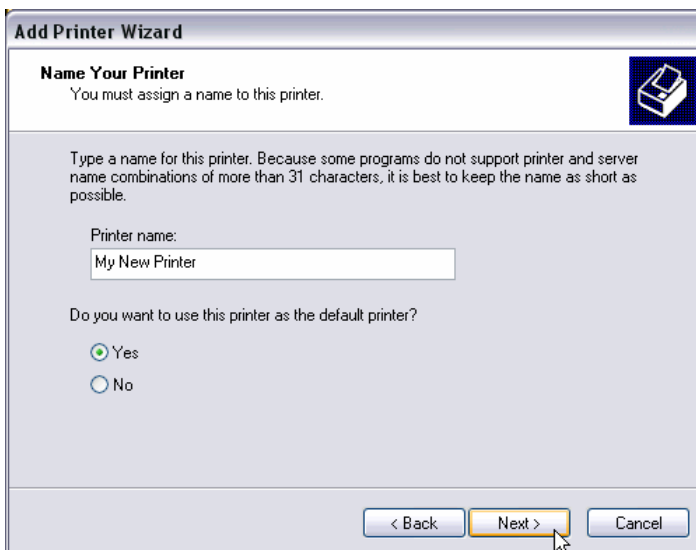 Add Printer Wizard
Name Your Printer
You must assign a name to this printer.
Type a name for this printer. Because some programs do not support printer and server
name combinations of more than 31 characters, it is best to keep the name as short as
possible.
Printer name:
My New Printer
Do you want to use this printer as the default printer?
Yes
No
< Back Next > Cancel